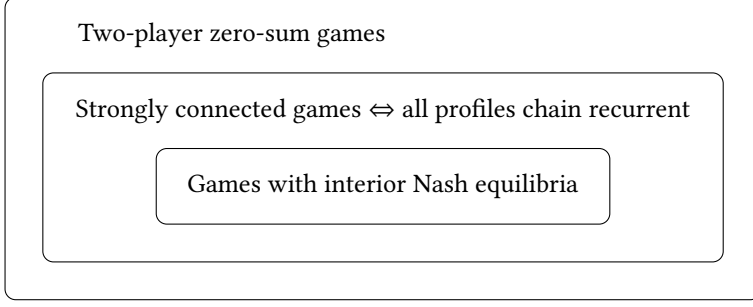 Two-player zero-sum games
Strongly connected games ⇔ all profiles chain recurrent
Games with interior Nash equilibria